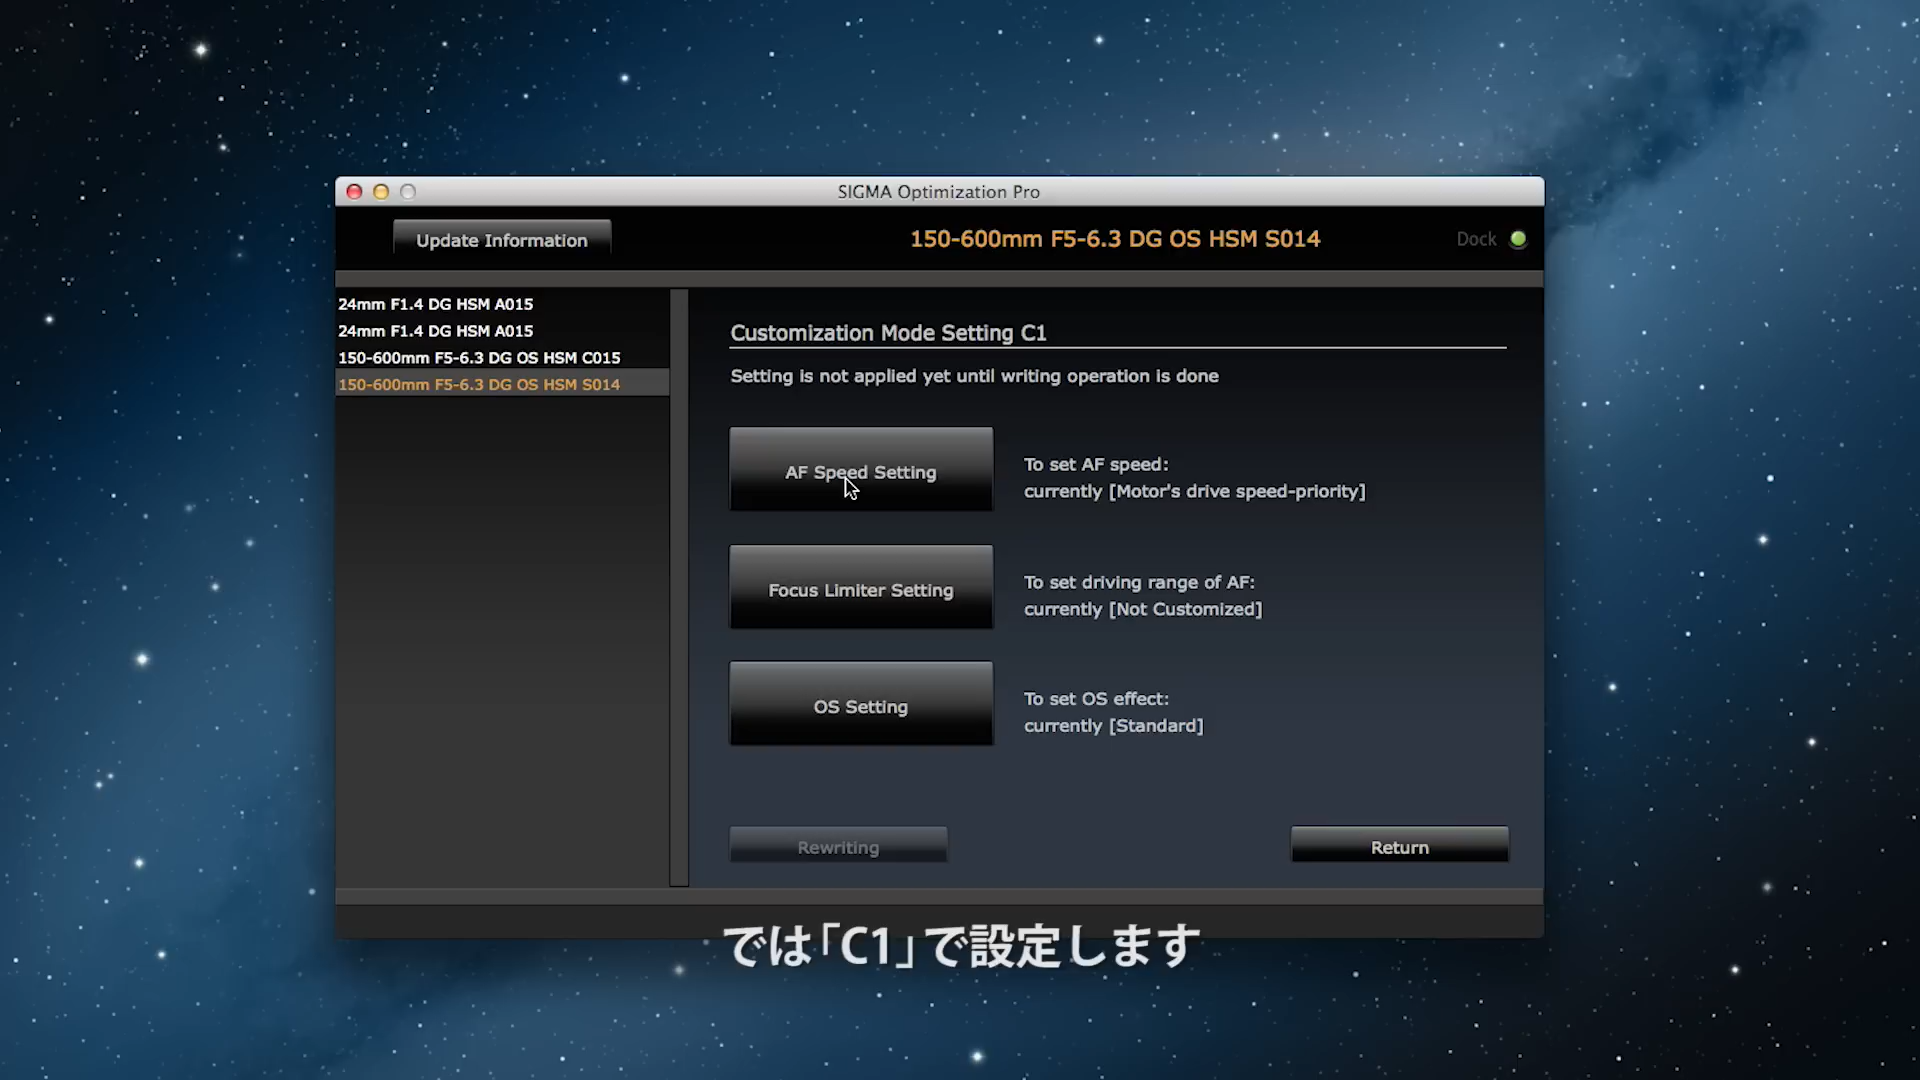 SIGMA Optimization Pro
Update Information
150-600mm F5-6.3 DG OS HSM S014
Dock
24mm F1.4 DG HSM A015
24mm F1.4 DG HSM A015
150-600mm F5-6.3 DG OS HSM C015
150-600mm F5-6.3 DG OS HSM S014
Customization Mode Setting C1
Setting is not applied yet until writing operation is done
AF Speed Setting
To set AF speed:
currently [Motor's drive speed-priority]
Focus Limiter Setting
To set driving range of AF:
currently [Not Customized]
OS Setting
To set OS effect:
currently [Standard]
Rewriting
Return
では「C1」で設定します